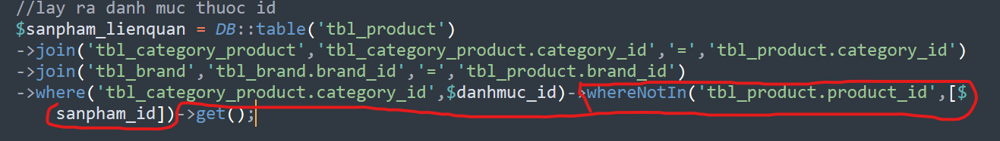 //lay ra danh muc thuoc id
$sanpham_lienquan = DB::table('tbl_product')
->join('tbl_category_product','tbl_category_product.category_id','=','tbl_product.category_id')
->join('tbl_brand','tbl_brand.brand_id','=','tbl_product.brand_id')
->where('tbl_category_product.category_id',$danhmuc_id)->whereNotIn('tbl_product.product_id',[$
sanpham_id])->get();